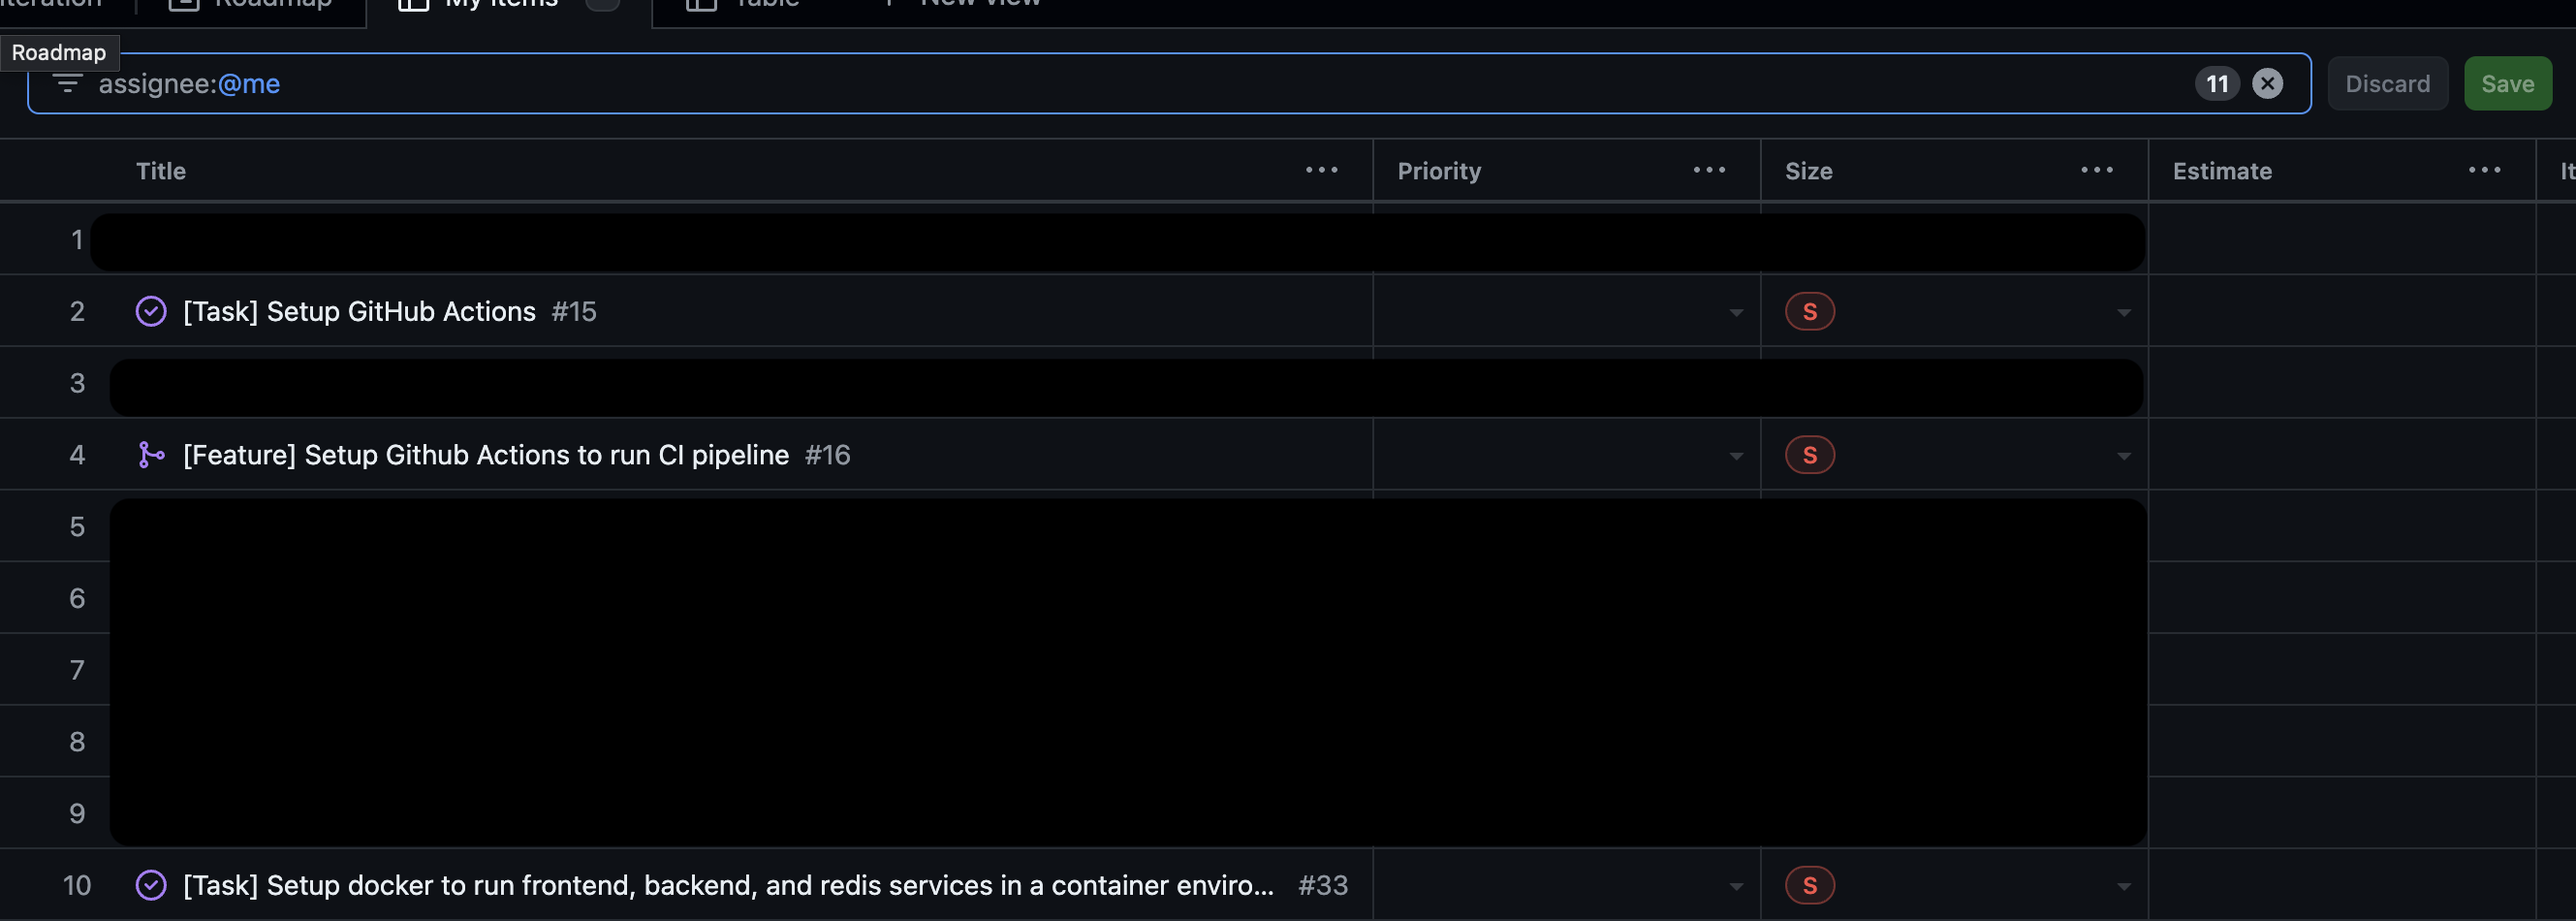 Iteration Roadmap My items Table + New view
Roadmap
assignee:@me 11 Discard Save
Title Priority Size Estimate It
1
2 [Task] Setup GitHub Actions #15 S
3
4 [Feature] Setup Github Actions to run CI pipeline #16 S
5
6
7
8
9
10 [Task] Setup docker to run frontend, backend, and redis services in a container enviro... #33 S